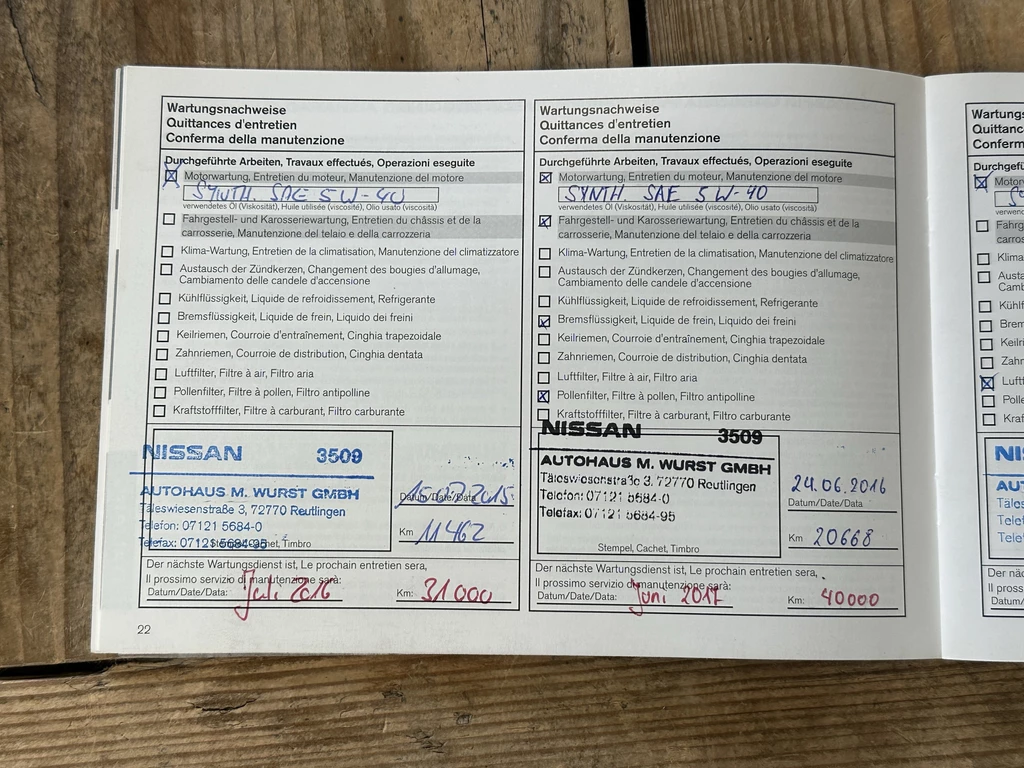 Wartungsnachweise
Quittances d'entretien
Conferma della manutenzione
Durchgeführte Arbeiten, Travaux effectués, Operazioni eseguite
Motorwartung, Entretien du moteur, Manutenzione del motore
SYNTH. SAE 5W-40
verwendetes Öl (Viskosität), Huile utilisée (viscosité), Olio usato (viscosità)
Fahrgestell- und Karosseriewartung, Entretien du châssis et de la
carrosserie, Manutenzione del telaio e della carrozzeria
Klima-Wartung, Entretien de la climatisation, Manutenzione del climatizzatore
Austausch der Zündkerzen, Changement des bougies d'allumage,
Cambiamento delle candele d'accensione
Kühlflüssigkeit, Liquide de refroidissement, Refrigerante
Bremsflüssigkeit, Liquide de frein, Liquido dei freini
Keilriemen, Courroie d'entraînement, Cinghia trapezoidale
Zahnriemen, Courroie de distribution, Cinghia dentata
Luftfilter, Filtre à air, Filtro aria
Pollenfilter, Filtre à pollen, Filtro antipolline
Kraftstofffilter, Filtre à carburant, Filtro carburante
NISSAN 3509
AUTOHAUS M. WURST GMBH
Täleswiesenstraße 3, 72770 Reutlingen
Telefon: 07121 5684-0
Telefax: 07121 5684-95
Stempel, Cachet, Timbro
15.07.2015
Datum/Date/Data
Km 11462
Der nächste Wartungsdienst ist, Le prochain entretien sera,
Il prossimo servizio di manutenzione sarà:
Datum/Date/Data: Juli 2016 Km: 31000
22
Wartungsnachweise
Quittances d'entretien
Conferma della manutenzione
Durchgeführte Arbeiten, Travaux effectués, Operazioni eseguite
Motorwartung, Entretien du moteur, Manutenzione del motore
SYNTH SAE 5W-40
verwendetes Öl (Viskosität), Huile utilisée (viscosité), Olio usato (viscosità)
Fahrgestell- und Karosseriewartung, Entretien du châssis et de la
carrosserie, Manutenzione del telaio e della carrozzeria
Klima-Wartung, Entretien de la climatisation, Manutenzione del climatizzatore
Austausch der Zündkerzen, Changement des bougies d'allumage,
Cambiamento delle candele d'accensione
Kühlflüssigkeit, Liquide de refroidissement, Refrigerante
Bremsflüssigkeit, Liquide de frein, Liquido dei freini
Keilriemen, Courroie d'entraînement, Cinghia trapezoidale
Zahnriemen, Courroie de distribution, Cinghia dentata
Luftfilter, Filtre à air, Filtro aria
Pollenfilter, Filtre à pollen, Filtro antipolline
Kraftstofffilter, Filtre à carburant, Filtro carburante
NISSAN 3509
AUTOHAUS M. WURST GMBH
Täleswiesenstraße 3, 72770 Reutlingen
Telefon: 07121 5684-0
Telefax: 07121 5684-95
Stempel, Cachet, Timbro
24.06.2016
Datum/Date/Data
Km 20668
Der nächste Wartungsdienst ist, Le prochain entretien sera,
Il prossimo servizio di manutenzione sarà:
Datum/Date/Data: Juni 2017 Km: 40000